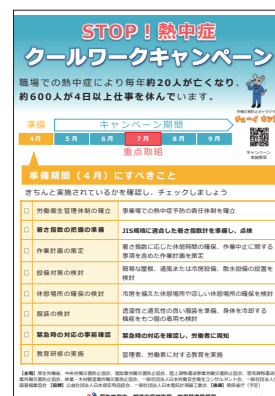 STOP！熱中症
クールワークキャンペーン
職場での熱中症により毎年約20人が亡くなり、
約600人が4日以上仕事を休んでいます。
準備
キャンペーン期間
4月
5月
6月
7月
8月
9月
重点取組
キャンペーン
実施要綱
準備期間（4月）にすべきこと
きちんと実施されているかを確認し、チェックしましょう
□ 労働衛生管理体制の確立 事業場での熱中症予防の責任体制を確立
□ 暑さ指数の把握の準備 JIS規格に適合した暑さ指数計を準備し、点検
□ 作業計画の策定 暑さ指数に応じた休憩時間の確保、作業中止に関する
事項を含めた作業計画を策定
□ 設備対策の検討 簡易な屋根、通風または冷房設備、散水設備の設置を
検討
□ 休憩場所の確保の検討 冷房を備えた休憩場所や涼しい休憩場所の確保を検討
□ 服装の検討 透湿性と通気性の良い服装を準備、身体を冷却する
機能をもつ服の着用も検討
□ 緊急時の対応の事前確認 緊急時の対応を確認し、労働者に周知
□ 教育研修の実施 管理者、労働者に対する教育を実施